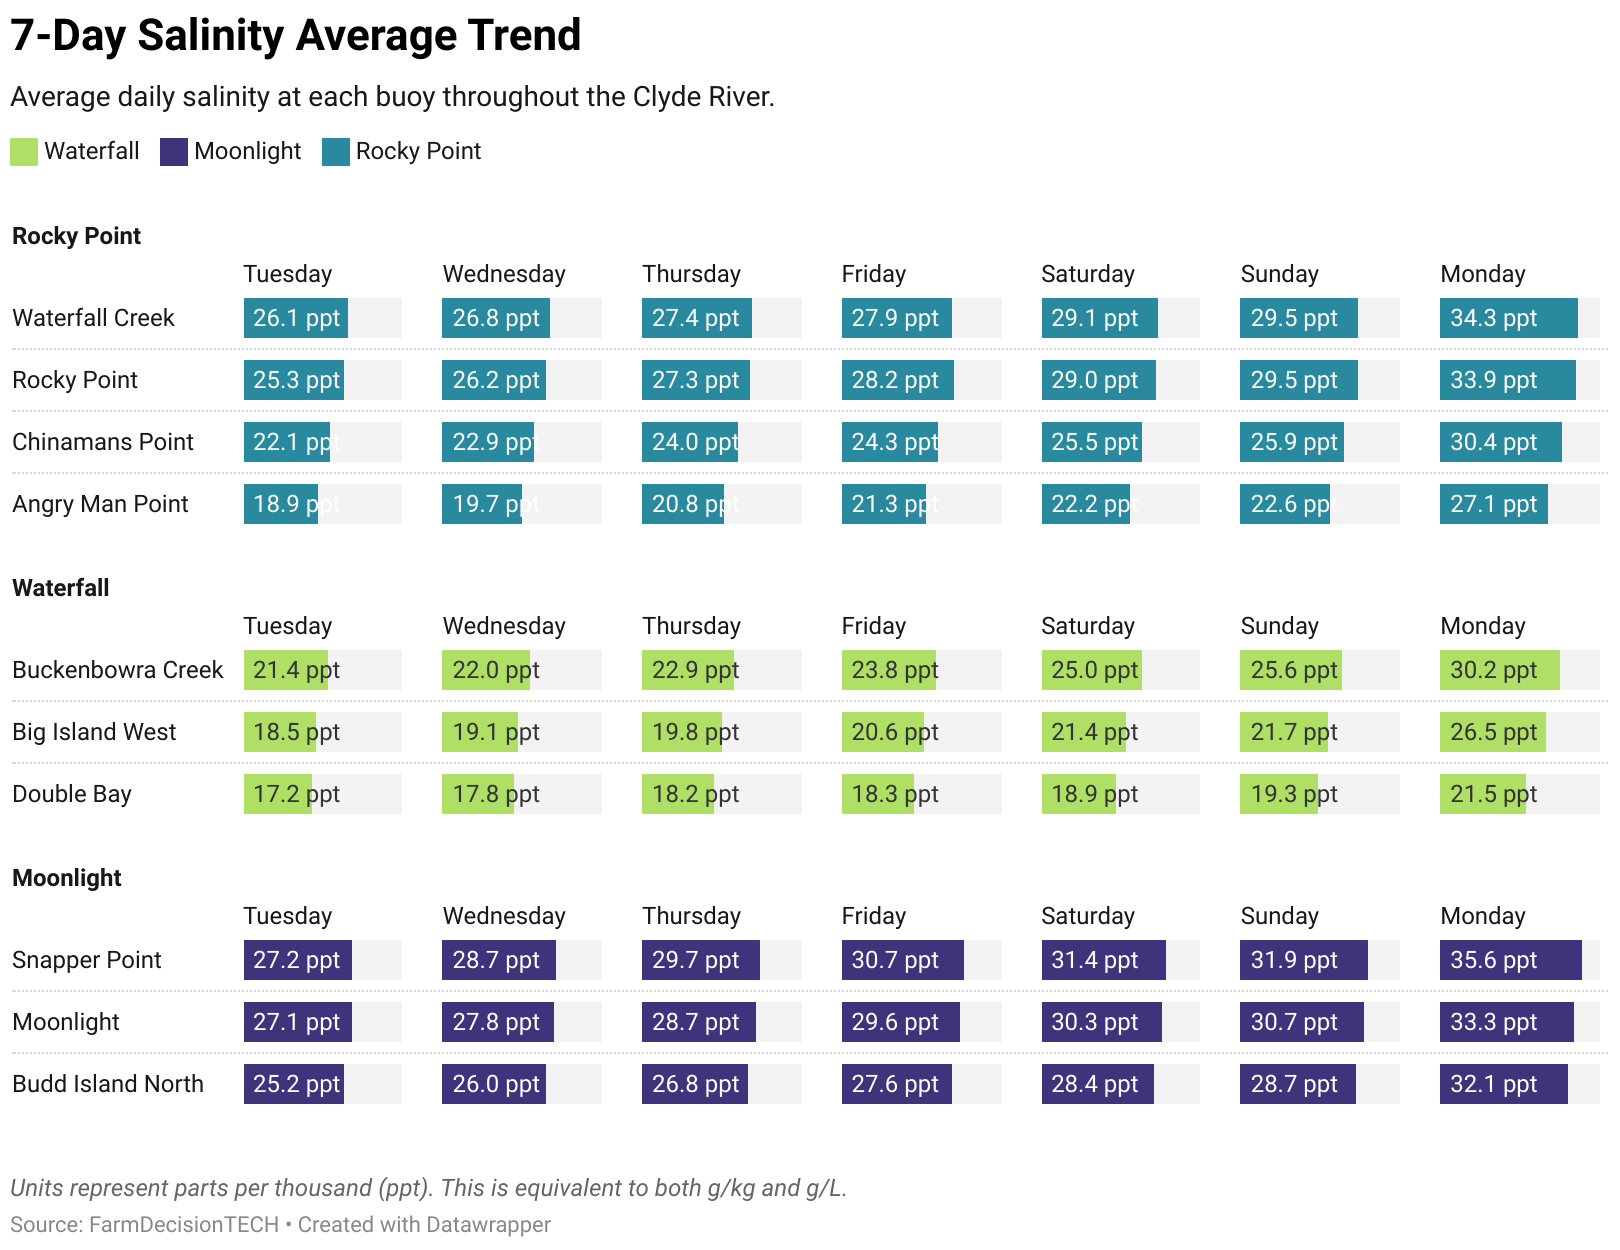 7-Day Salinity Average Trend
Average daily salinity at each buoy throughout the Clyde River.
Waterfall Moonlight Rocky Point
Rocky Point
Tuesday Wednesday Thursday Friday Saturday Sunday Monday
Waterfall Creek 26.1 ppt 26.8 ppt 27.4 ppt 27.9 ppt 29.1 ppt 29.5 ppt 34.3 ppt
Rocky Point 25.3 ppt 26.2 ppt 27.3 ppt 28.2 ppt 29.0 ppt 29.5 ppt 33.9 ppt
Chinamans Point 22.1 ppt 22.9 ppt 24.0 ppt 24.3 ppt 25.5 ppt 25.9 ppt 30.4 ppt
Angry Man Point 18.9 ppt 19.7 ppt 20.8 ppt 21.3 ppt 22.2 ppt 22.6 ppt 27.1 ppt
Waterfall
Tuesday Wednesday Thursday Friday Saturday Sunday Monday
Buckenbowra Creek 21.4 ppt 22.0 ppt 22.9 ppt 23.8 ppt 25.0 ppt 25.6 ppt 30.2 ppt
Big Island West 18.5 ppt 19.1 ppt 19.8 ppt 20.6 ppt 21.4 ppt 21.7 ppt 26.5 ppt
Double Bay 17.2 ppt 17.8 ppt 18.2 ppt 18.3 ppt 18.9 ppt 19.3 ppt 21.5 ppt
Moonlight
Tuesday Wednesday Thursday Friday Saturday Sunday Monday
Snapper Point 27.2 ppt 28.7 ppt 29.7 ppt 30.7 ppt 31.4 ppt 31.9 ppt 35.6 ppt
Moonlight 27.1 ppt 27.8 ppt 28.7 ppt 29.6 ppt 30.3 ppt 30.7 ppt 33.3 ppt
Budd Island North 25.2 ppt 26.0 ppt 26.8 ppt 27.6 ppt 28.4 ppt 28.7 ppt 32.1 ppt
Units represent parts per thousand (ppt). This is equivalent to both g/kg and g/L.
Source: FarmDecisionTECH • Created with Datawrapper